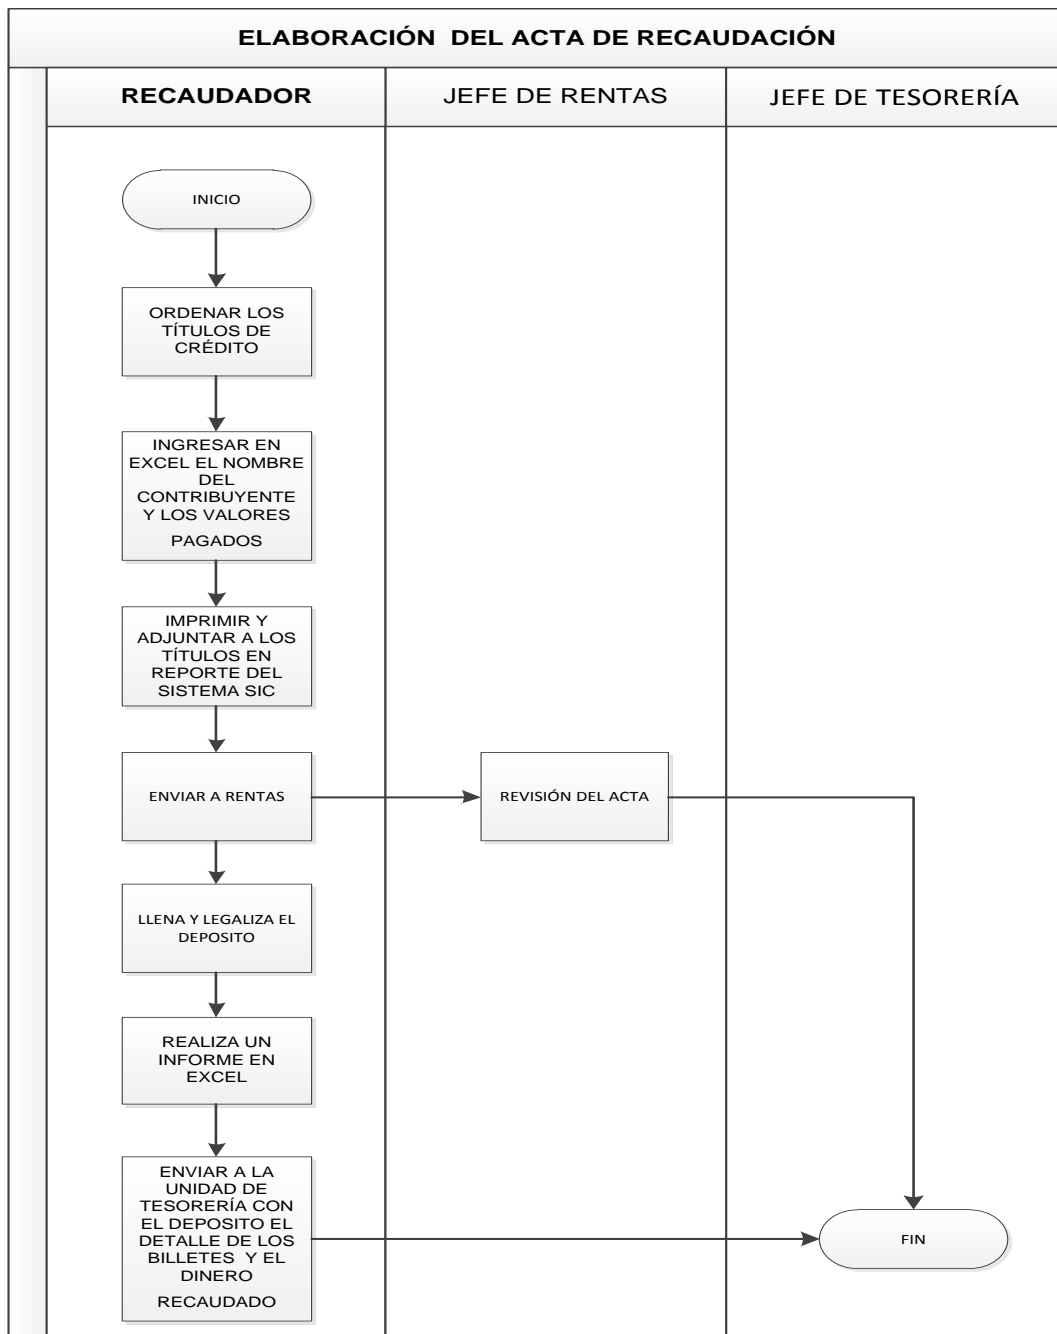 ELABORACIÓN DEL ACTA DE RECAUDACIÓN
RECAUDADOR
JEFE DE RENTAS
JEFE DE TESORERÍA
INICIO
ORDENAR LOS
TÍTULOS DE
CRÉDITO
INGRESAR EN
EXCEL EL NOMBRE
DEL
CONTRIBUYENTE
Y LOS VALORES
PAGADOS
IMPRIMIR Y
ADJUNTAR A LOS
TÍTULOS EN
REPORTE DEL
SISTEMA SIC
ENVIAR A RENTAS
REVISIÓN DEL ACTA
LLENA Y LEGALIZA EL
DEPOSITO
REALIZA UN
INFORME EN
EXCEL
ENVIAR A LA
UNIDAD DE
TESORERÍA CON
EL DEPOSITO EL
DETALLE DE LOS
BILLETES Y EL
DINERO
RECAUDADO
FIN